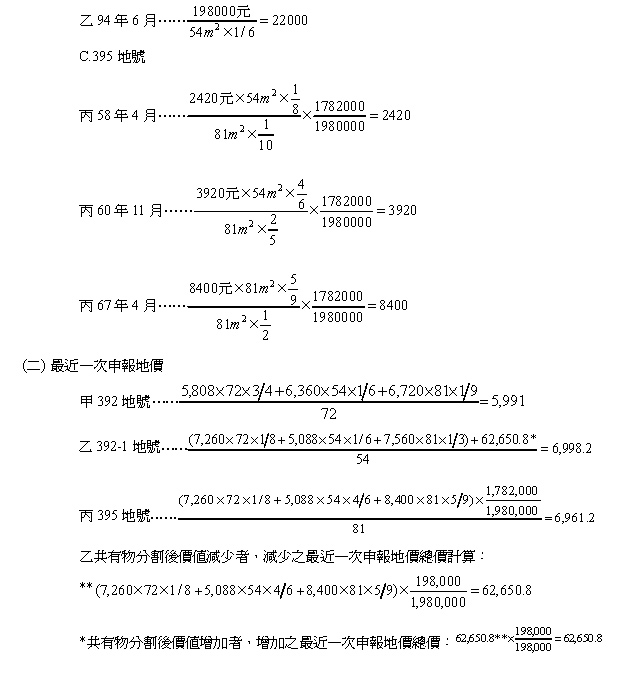 乙 94 年 6 月⋯⋯ 198000元 / 54m²×1/6 = 22000
C.395 地號
丙 58 年 4 月⋯⋯ (2420元×54m²×1/8) / (81m²×1/10) × 1782000/1980000 = 2420
丙 60 年 11 月⋯⋯ (3920元×54m²×4/6) / (81m²×2/5) × 1782000/1980000 = 3920
丙 67 年 4 月⋯⋯ (8400元×81m²×5/9) / (81m²×1/2) × 1782000/1980000 = 8400
(二) 最近一次申報地價
甲 392 地號⋯⋯ (5,808×72×3/4+6,360×54×1/6+6,720×81×1/9) / 72 = 5,991
乙 392-1 地號⋯⋯ ((7,260×72×1/8+5,088×54×1/6+7,560×81×1/3)+62,650.8*) / 54 = 6,998.2
丙 395 地號⋯⋯ ((7,260×72×1/8+5,088×54×4/6+8,400×81×5/9)× 1,782,000/1,980,000) / 81 = 6,961.2
乙共有物分割後價值減少者，減少之最近一次申報地價總價計算：
** (7,260×72×1/8+5,088×54×4/6+8,400×81×5/9)× 198,000/1,980,000 = 62,650.8
*共有物分割後價值增加者，增加之最近一次申報地價總價：62,650.8**× 198,000/198,000 = 62,650.8